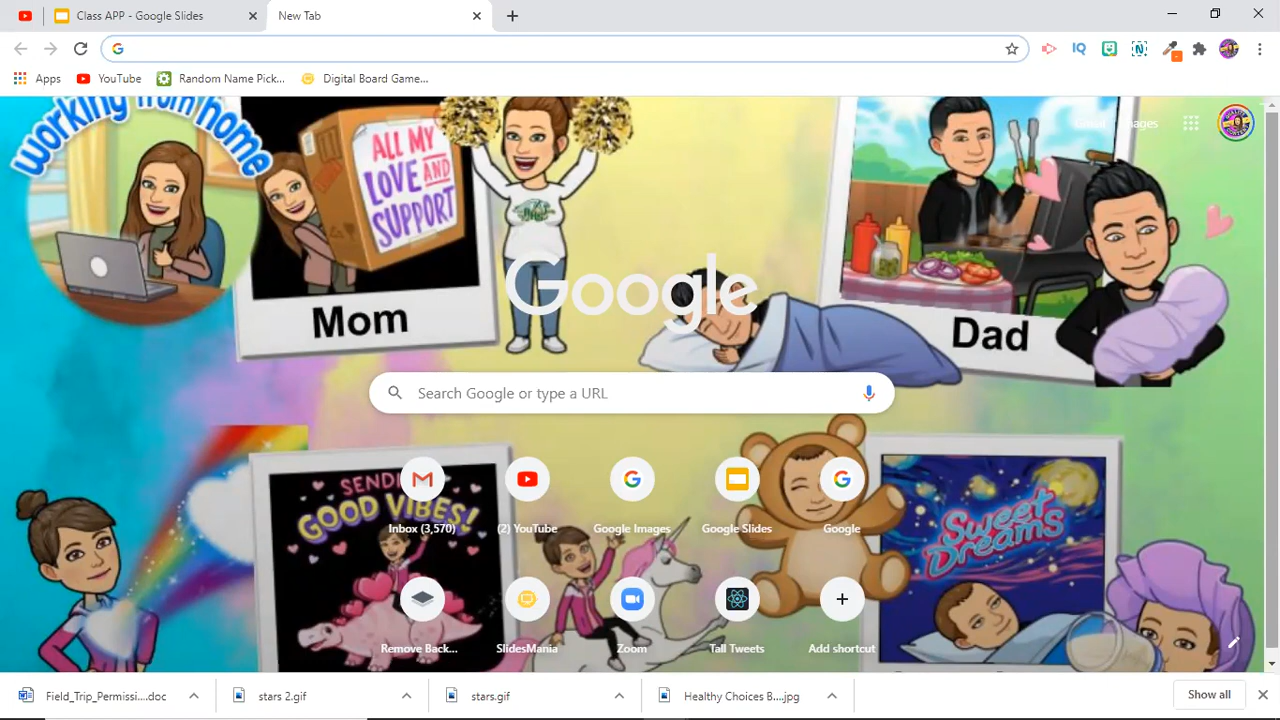 Class APP - Google Slides
New Tab
Apps
YouTube
Random Name Pick...
Digital Board Game...
working from home
ALL MY
LOVE AND
SUPPORT
Mom
Dad
Google
Search Google or type a URL
SENDI
GOOD VIBES!
Sweet
Dreams
Inbox (3,570)
(2) YouTube
Google Images
Google Slides
Google
Remove Back...
SlidesMania
Zoom
Tall Tweets
Add shortcut
Field_Trip_Permissi....doc
stars 2.gif
stars.gif
Healthy Choices B....jpg
Show all